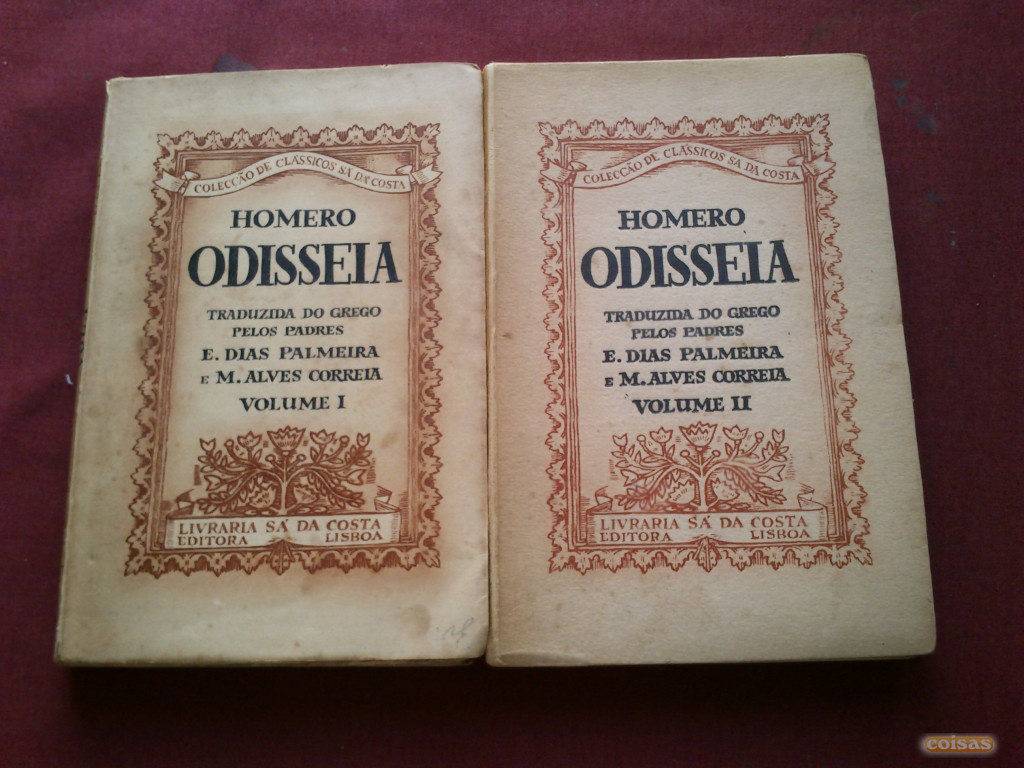 COLECÇÃO DE CLÁSSICOS SÁ DA COSTA
HOMERO
ODISSEIA
TRADUZIDA DO GREGO
PELOS PADRES
E. DIAS PALMEIRA
E M. ALVES CORREIA
VOLUME I
LIVRARIA SÁ DA COSTA
EDITORA LISBOA
COLECÇÃO DE CLÁSSICOS SÁ DA COSTA
HOMERO
ODISSEIA
TRADUZIDA DO GREGO
PELOS PADRES
E. DIAS PALMEIRA
E M. ALVES CORREIA
VOLUME II
LIVRARIA SÁ DA COSTA
EDITORA LISBOA
coisas